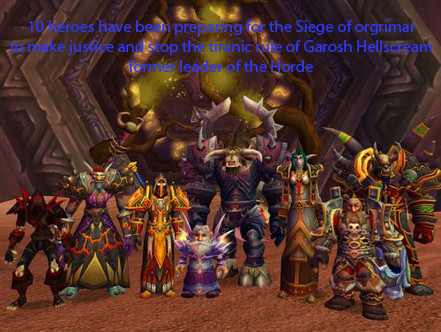 10 heroes have been preparing for the Siege of orgrimar
to make justice and stop the tiranic rule of Garosh Hellscream
former leader of the Horde